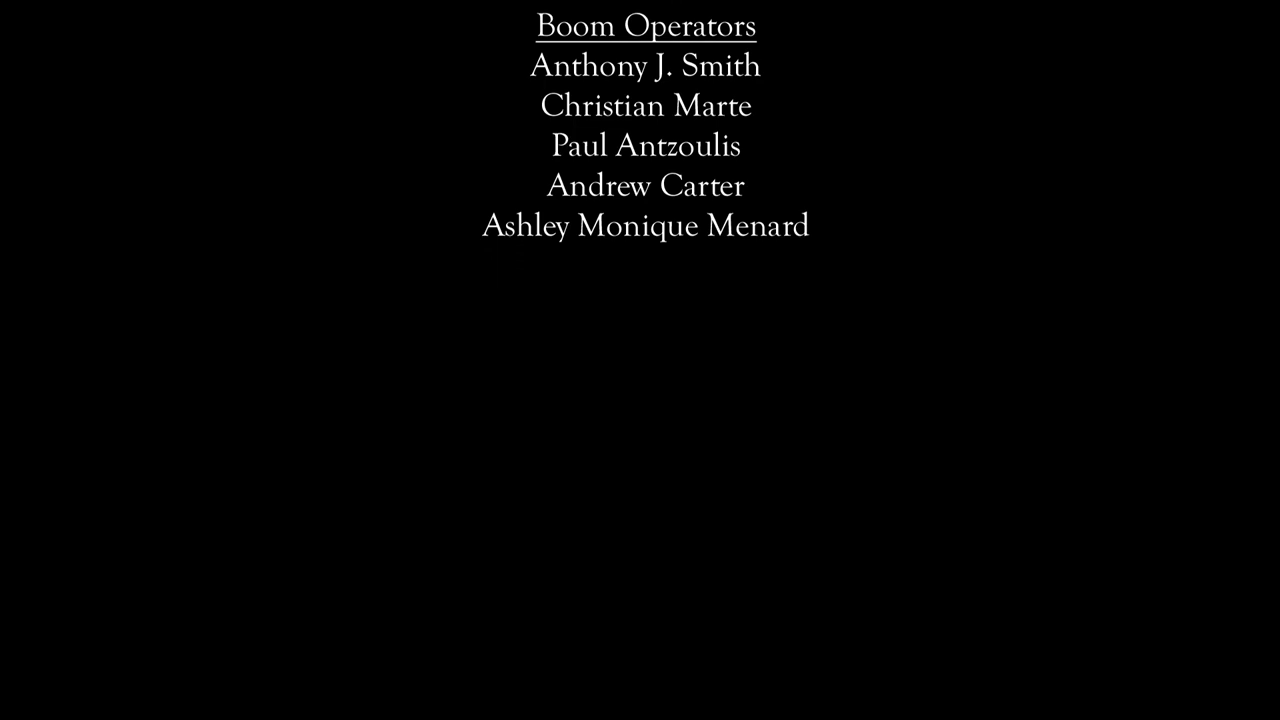 Boom Operators
Anthony J. Smith
Christian Marte
Paul Antzoulis
Andrew Carter
Ashley Monique Menard